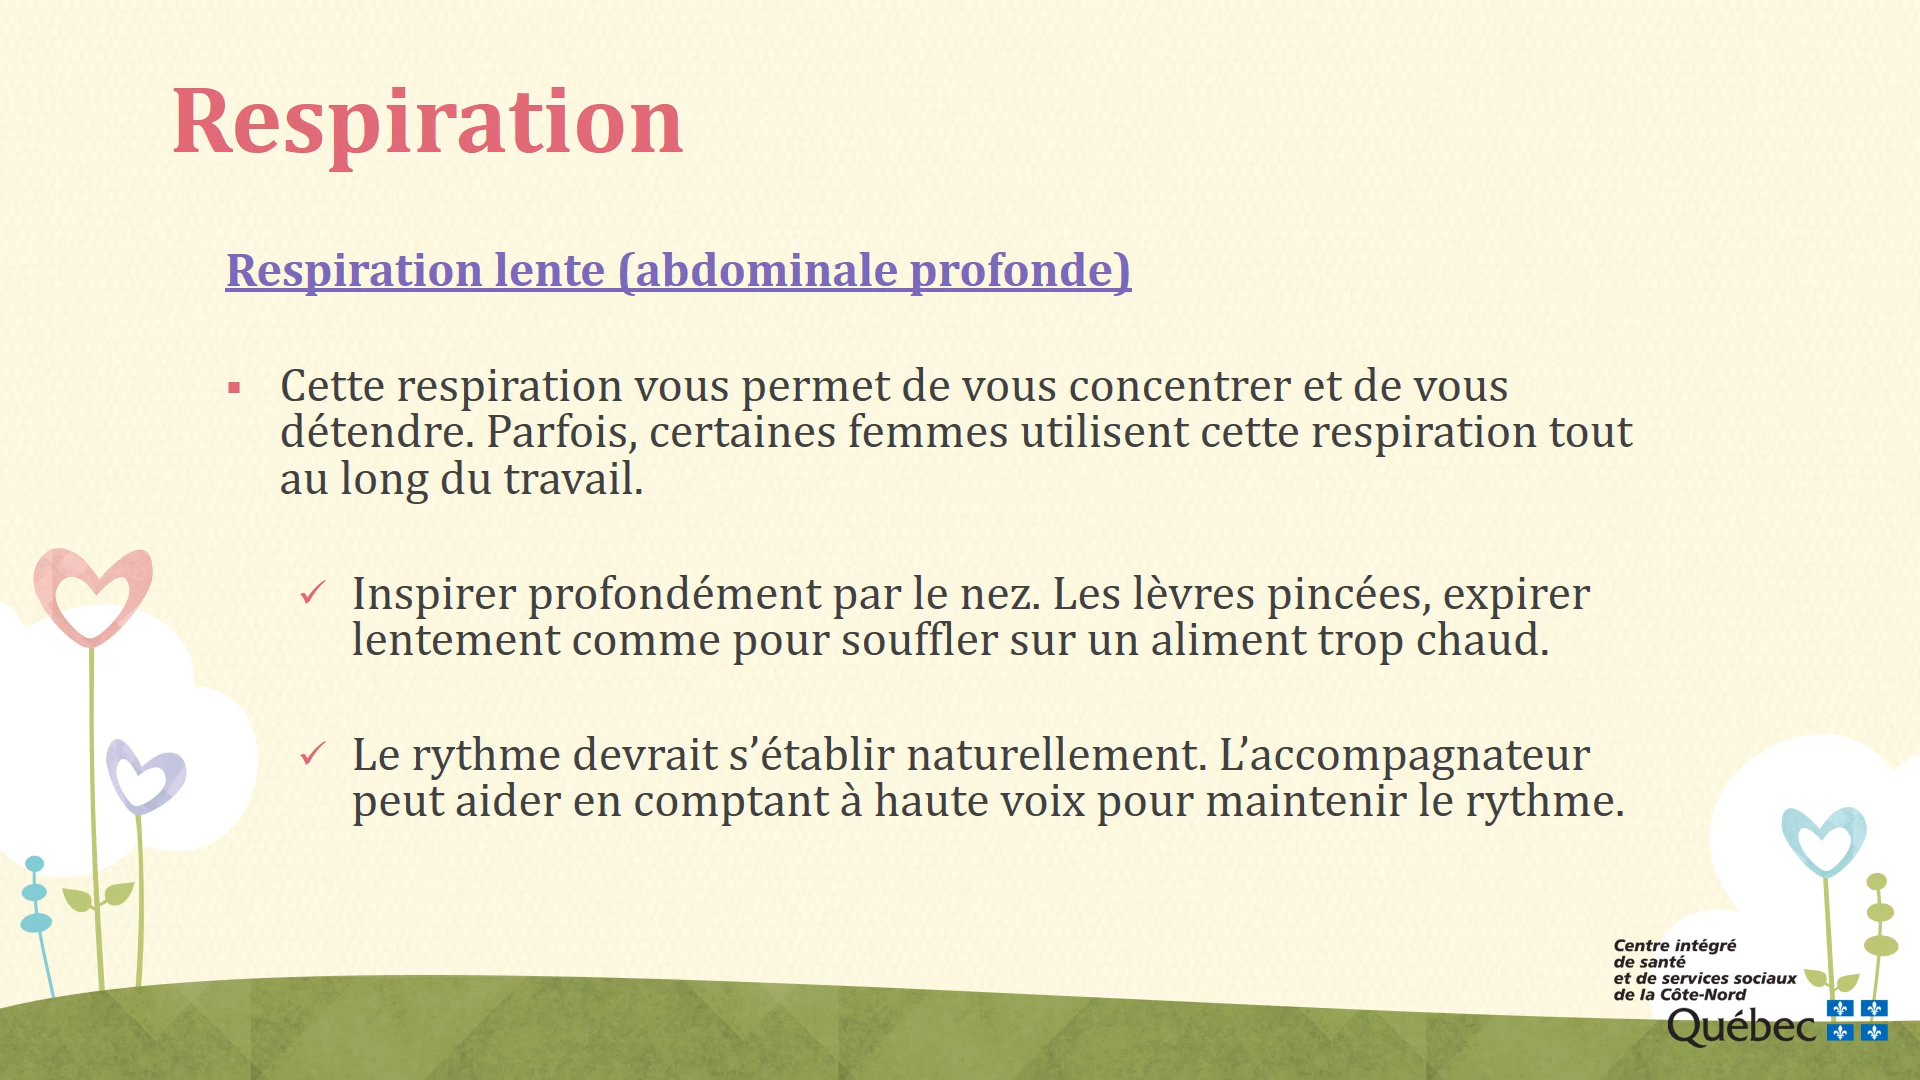 Respiration
Respiration lente (abdominale profonde)
▪ Cette respiration vous permet de vous concentrer et de vous
détendre. Parfois, certaines femmes utilisent cette respiration tout
au long du travail.
✓ Inspirer profondément par le nez. Les lèvres pincées, expirer
lentement comme pour souffler sur un aliment trop chaud.
✓ Le rythme devrait s’établir naturellement. L’accompagnateur
peut aider en comptant à haute voix pour maintenir le rythme.
Centre intégré
de santé
et de services sociaux
de la Côte-Nord
Québec